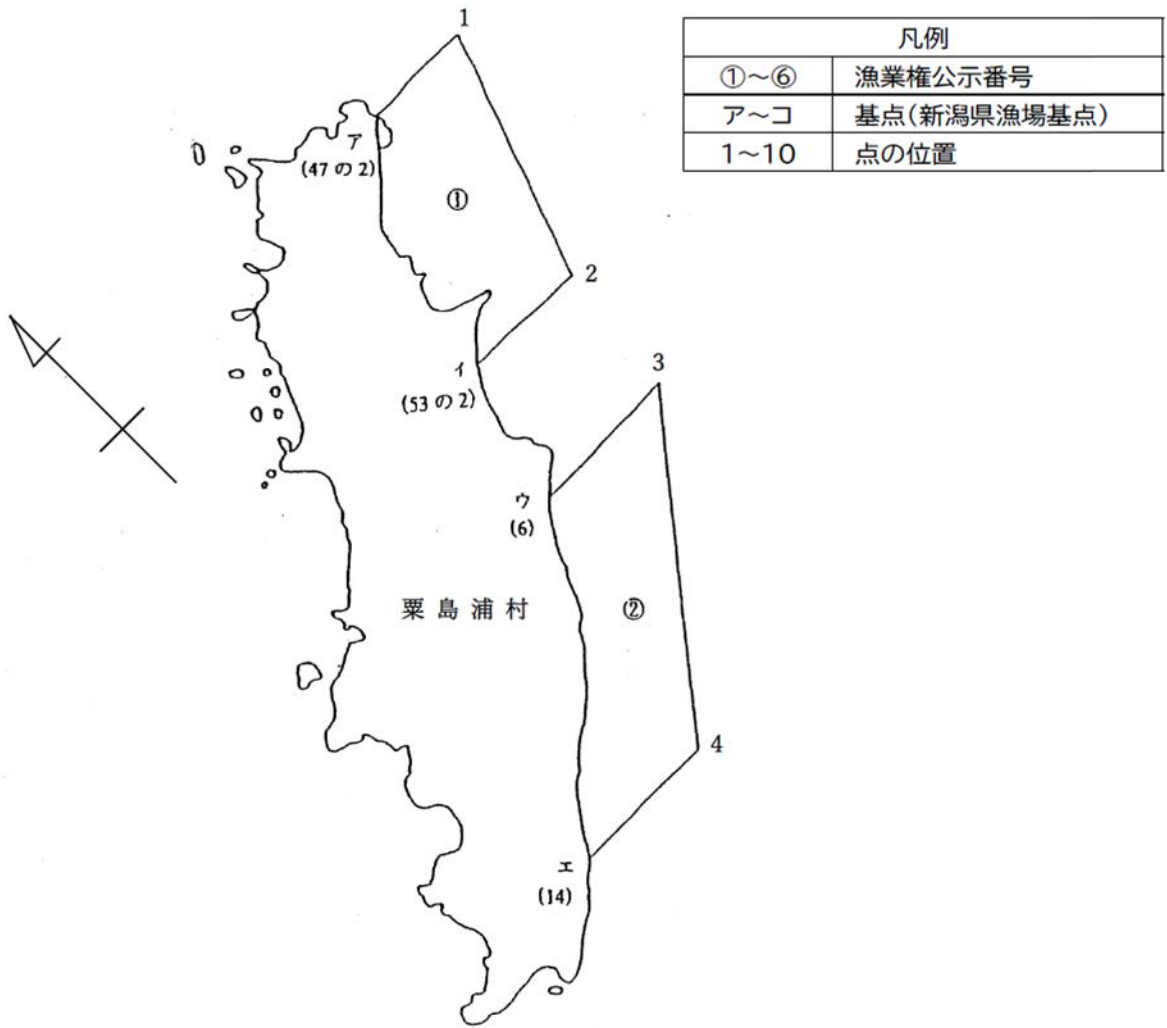 凡例
①～⑥ 漁業権公示番号
ア～コ 基点(新潟県漁場基点)
1～10 点の位置
1
ア
(47の2)
①
2
イ
(53の2)
3
ウ
(6)
粟島浦村
②
4
エ
(14)